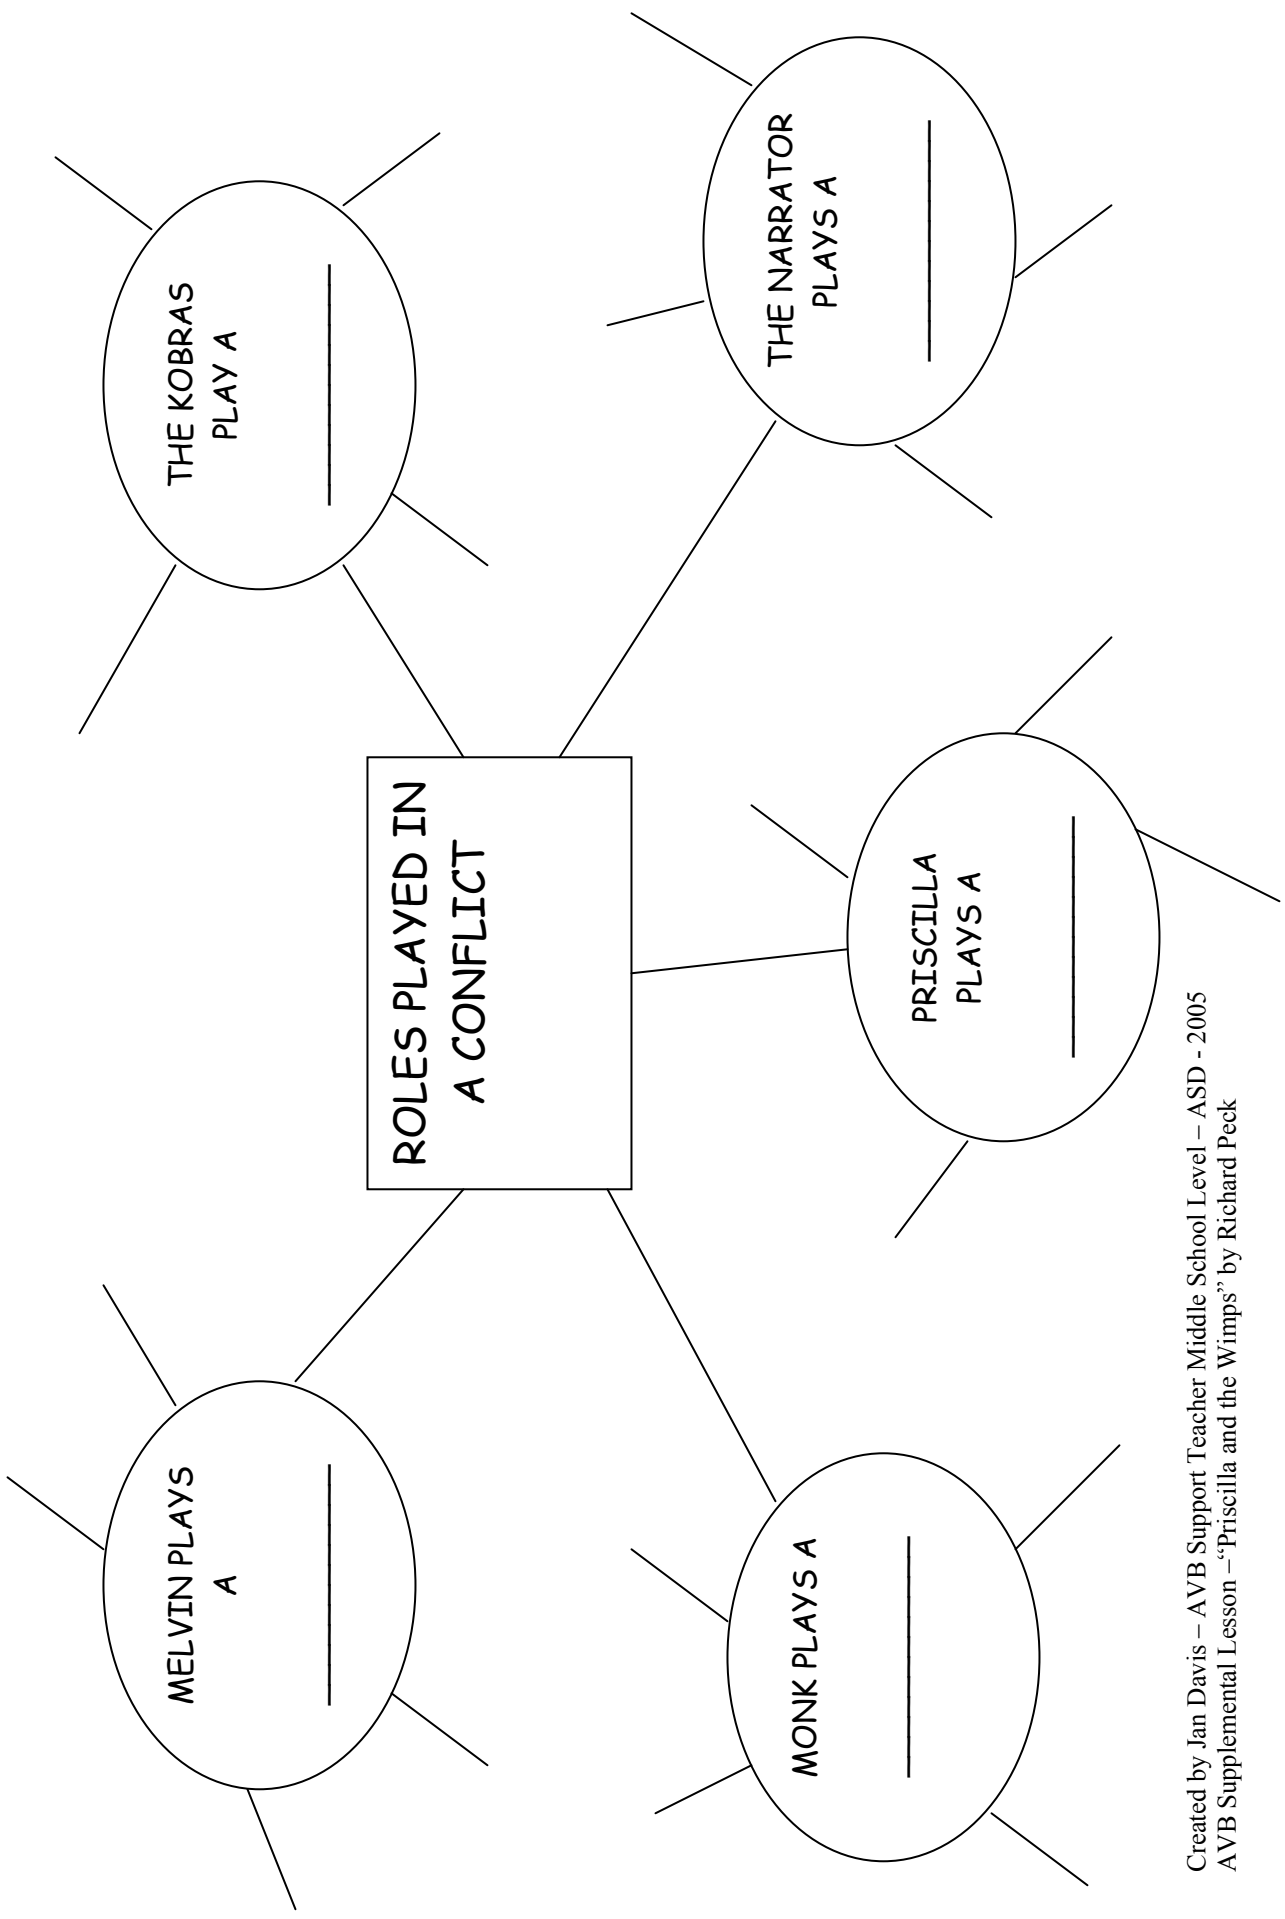 MELVIN PLAYS
A
THE KOBRAS
PLAY A
ROLES PLAYED IN
A CONFLICT
MONK PLAYS A
THE NARRATOR
PLAYS A
PRISCILLA
PLAYS A
Created by Jan Davis – AVB Support Teacher Middle School Level – ASD - 2005
AVB Supplemental Lesson –“Priscilla and the Wimps” by Richard Peck